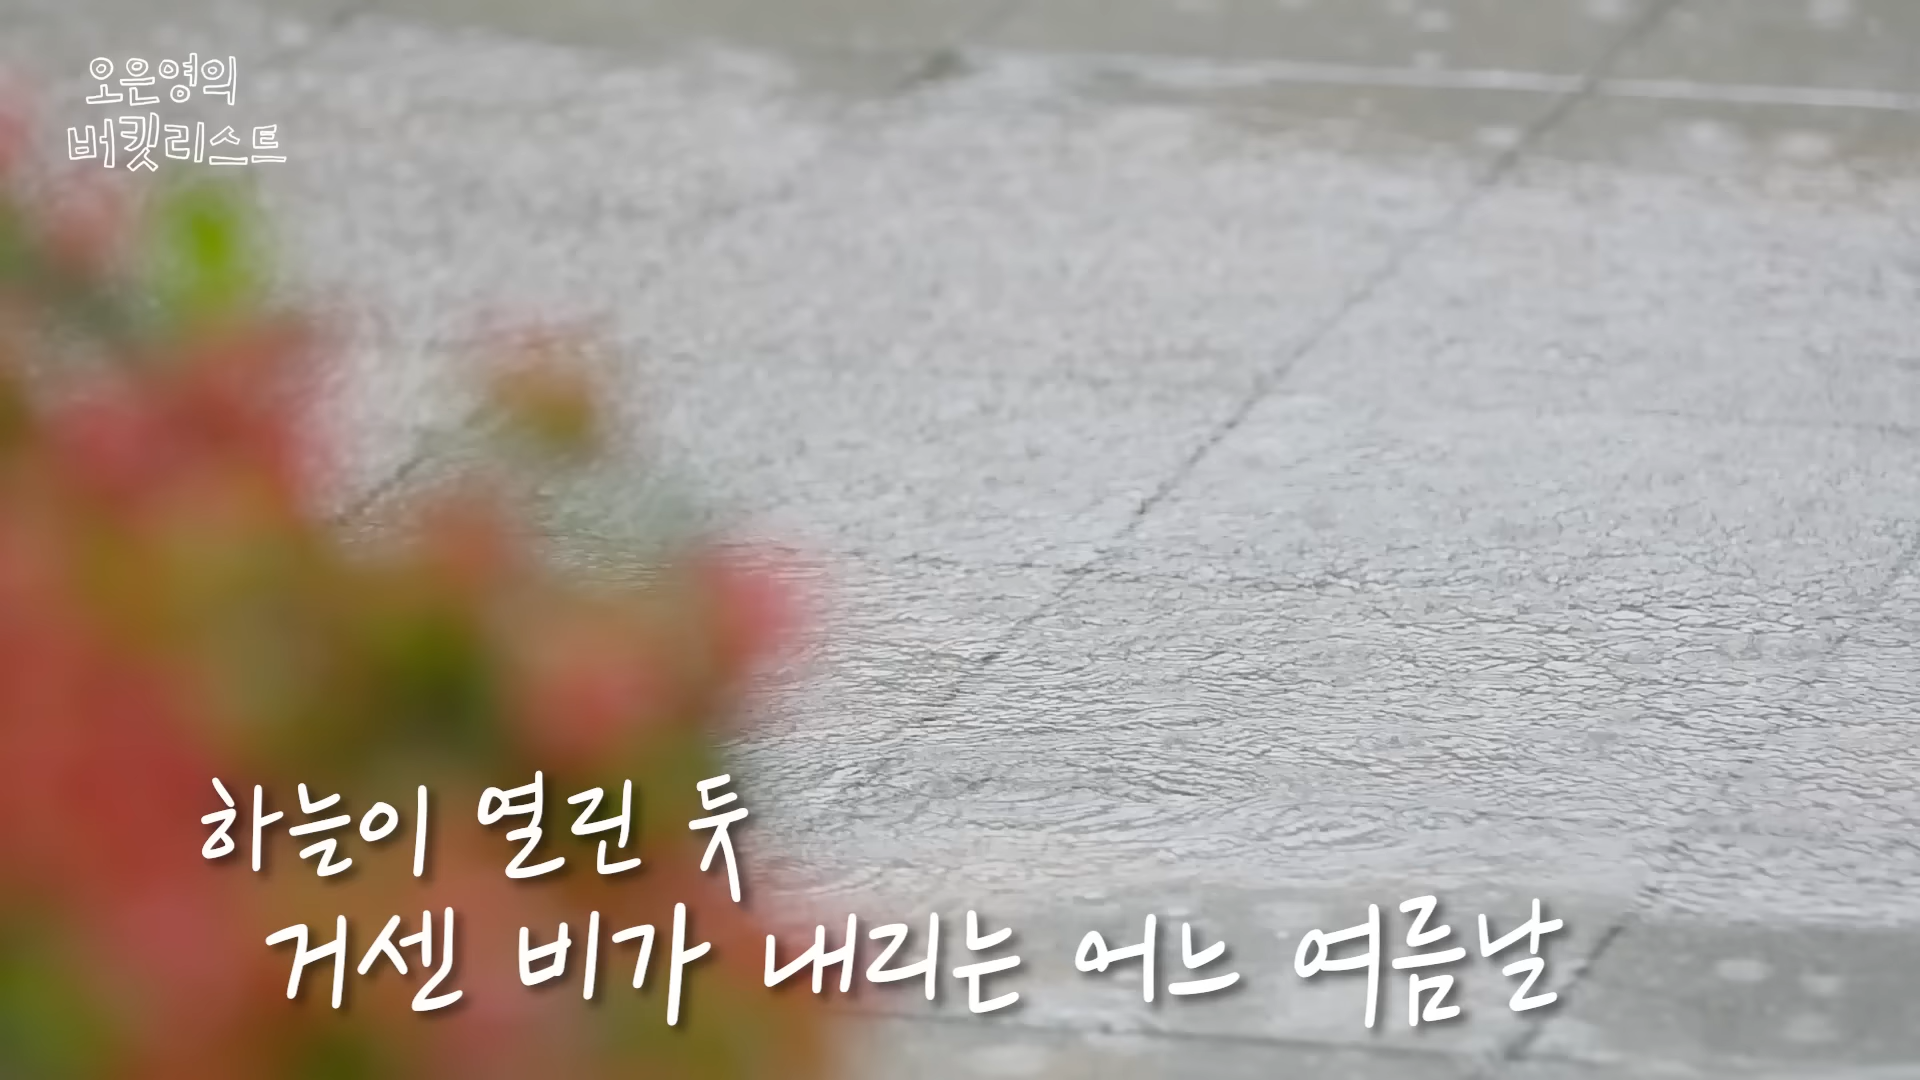 오은영의
버킷리스트
하늘이 열린 듯
거센 비가 내리는 어느 여름날